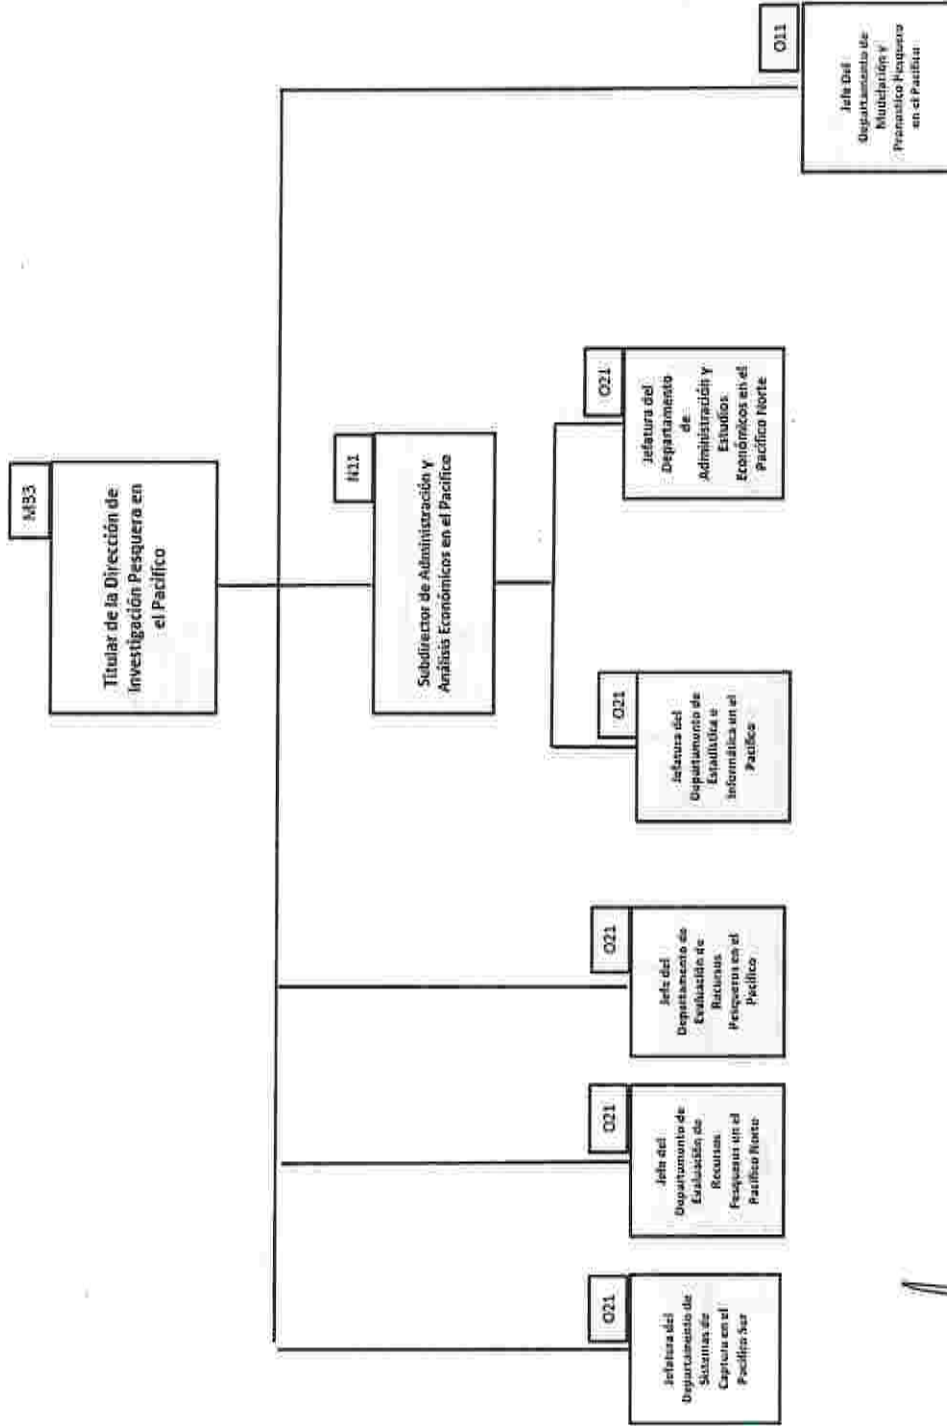 M33
Titular de la Dirección de
Investigación Pesquera en
el Pacífico
N11
Subdirector de Administración y
Análisis Económicos en el Pacífico
O21
Jefatura del
Departamento de
Sistemas de
Captura en el
Pacífico Sur
O21
Jefe del
Departamento de
Evaluación de
Recursos
Pesqueros en el
Pacífico Norte
O21
Jefe del
Departamento de
Evaluación de
Recursos
Pesqueros en el
Pacífico
O21
Jefatura del
Departamento de
Estadística e
Informática en el
Pacífico
O21
Jefatura del
Departamento
de
Administración y
Estudios
Económicos en el
Pacífico Norte
O11
Jefe Del
Departamento de
Modelación y
Pronostico Pesquero
en el Pacífico